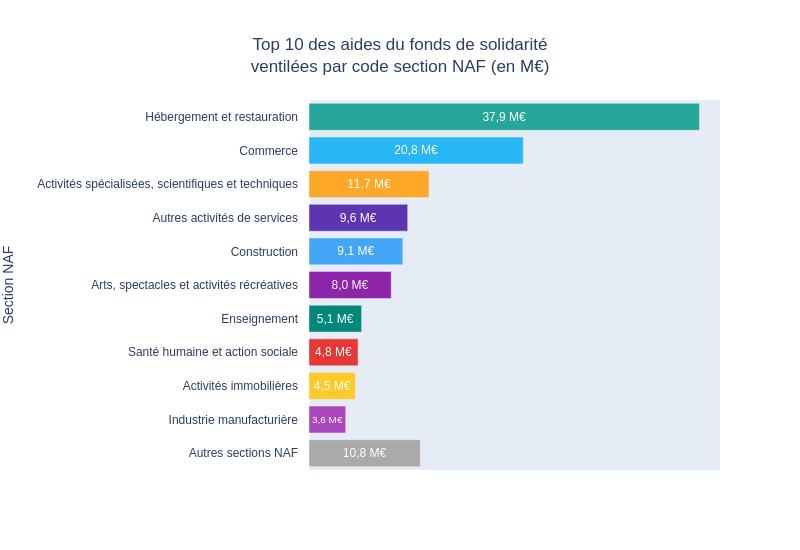 Top 10 des aides du fonds de solidarité
ventilées par code section NAF (en M€)
Section NAF
Hébergement et restauration 37,9 M€
Commerce 20,8 M€
Activités spécialisées, scientifiques et techniques 11,7 M€
Autres activités de services 9,6 M€
Construction 9,1 M€
Arts, spectacles et activités récréatives 8,0 M€
Enseignement 5,1 M€
Santé humaine et action sociale 4,8 M€
Activités immobilières 4,5 M€
Industrie manufacturière 3,6 M€
Autres sections NAF 10,8 M€